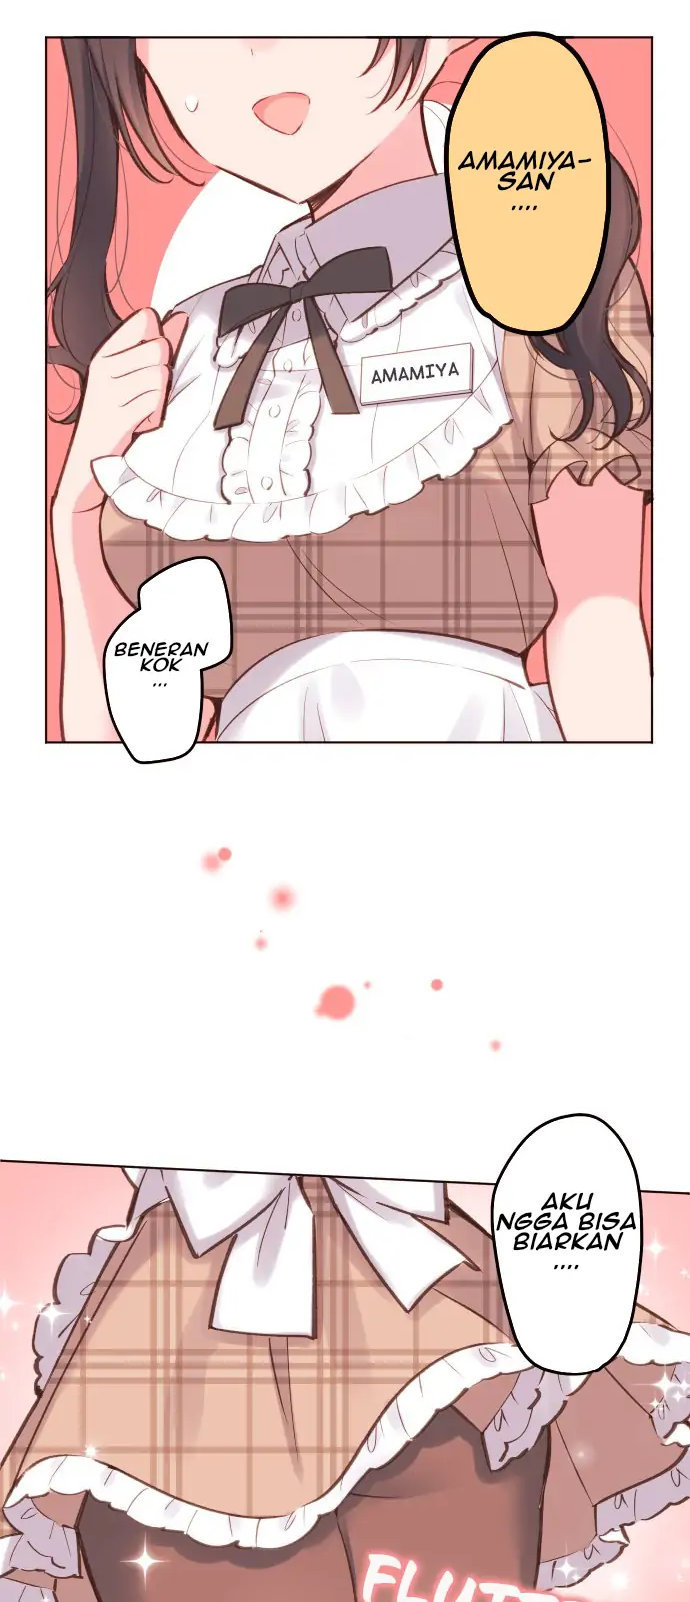 AMAMIYA-
SAN
....
AMAMIYA
BENERAN
KOK
...
AKU
NGGA BISA
BIARKAN
....